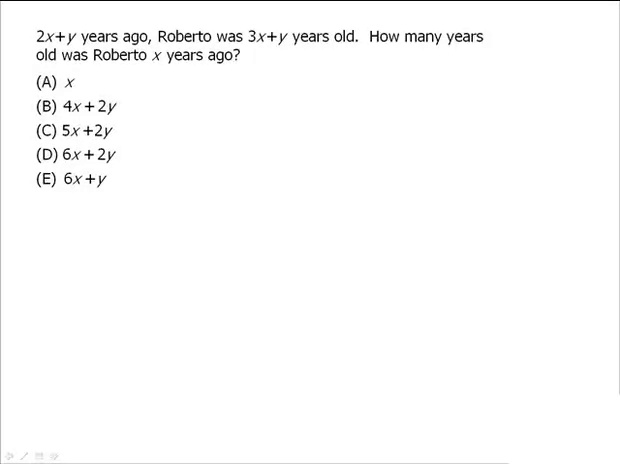 2x+y years ago, Roberto was 3x+y years old. How many years
old was Roberto x years ago?
(A) x
(B) 4x+2y
(C) 5x+2y
(D) 6x+2y
(E) 6x+y